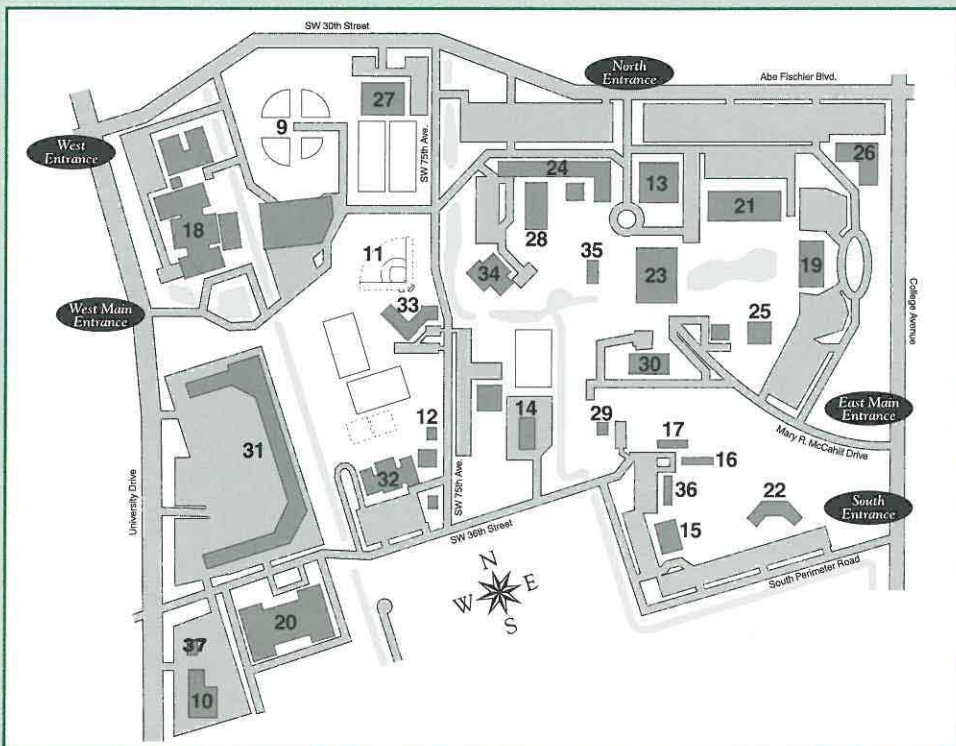 SW 30th Street
North
Entrance
Abe Fischler Blvd.
27
9
West
Entrance
SW 75th Ave.
26
24
13
18
28
21
11
35
34
23
19
33
West Main
Entrance
25
College Avenue
30
12
14
29
East Main
Entrance
31
17
Mary R. McCahill Drive
16
32
36
22
South
Entrance
SW 75th Ave.
University Drive
15
SW 36th Street
South Perimeter Road
N
W E
S
20
37
10